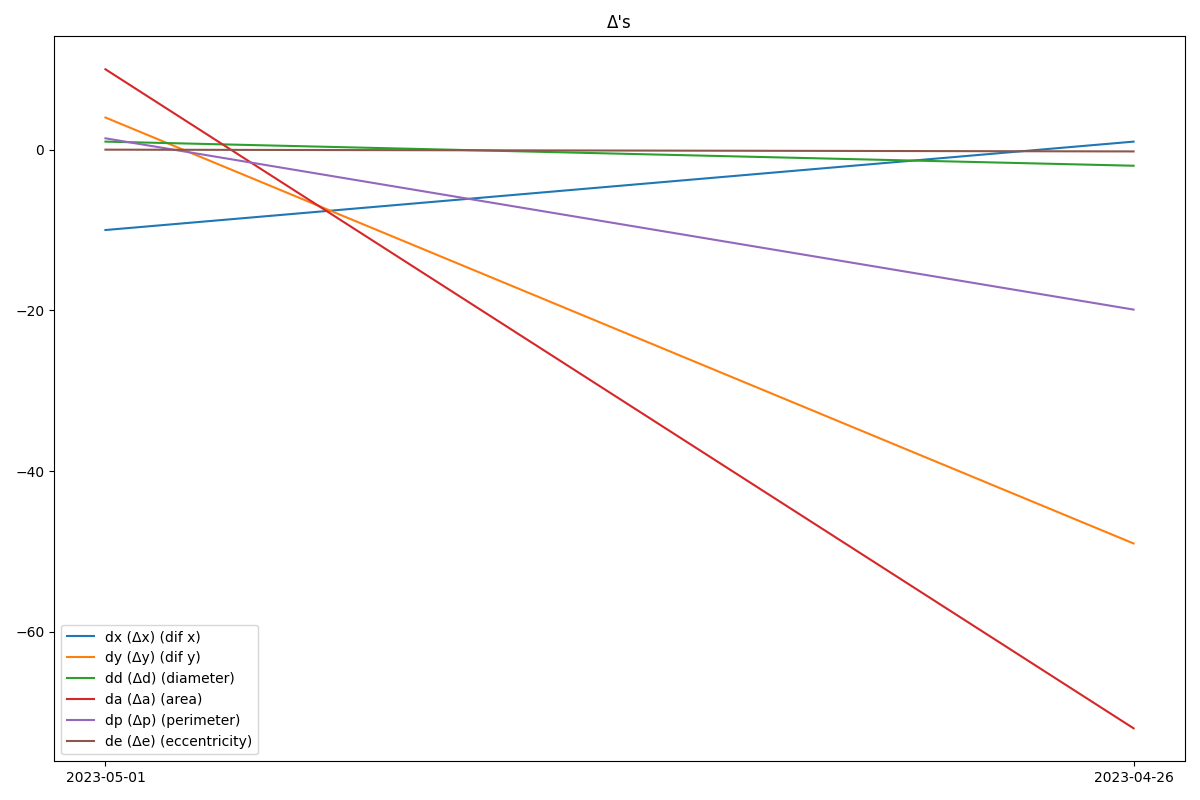 Δ's
0
−20
−40
−60
dx (Δx) (dif x)
dy (Δy) (dif y)
dd (Δd) (diameter)
da (Δa) (area)
dp (Δp) (perimeter)
de (Δe) (eccentricity)
2023-05-01
2023-04-26